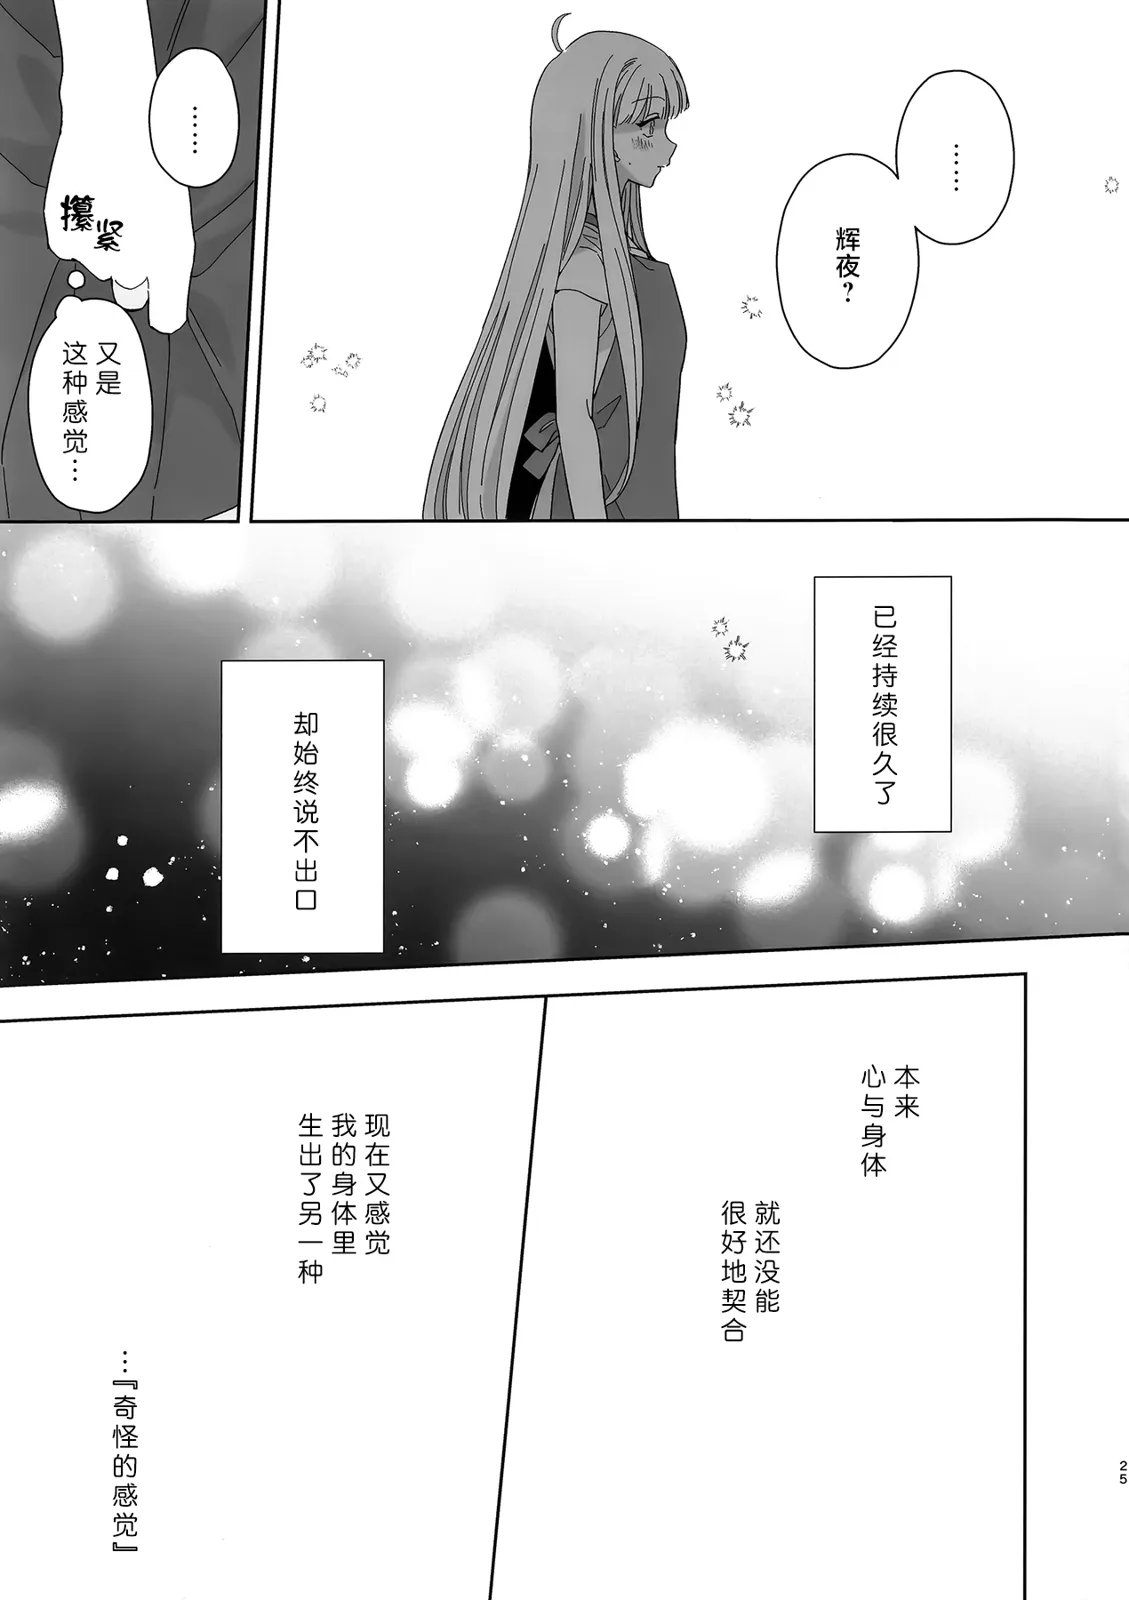 ……
辉夜？
……
攥紧
又是
这种感觉…
已经持续很久了
却始终说不出口
本来
心与身体
就还没能
很好地契合
现在又感觉
我的身体里
生出了另一种
…『奇怪的感觉』
25